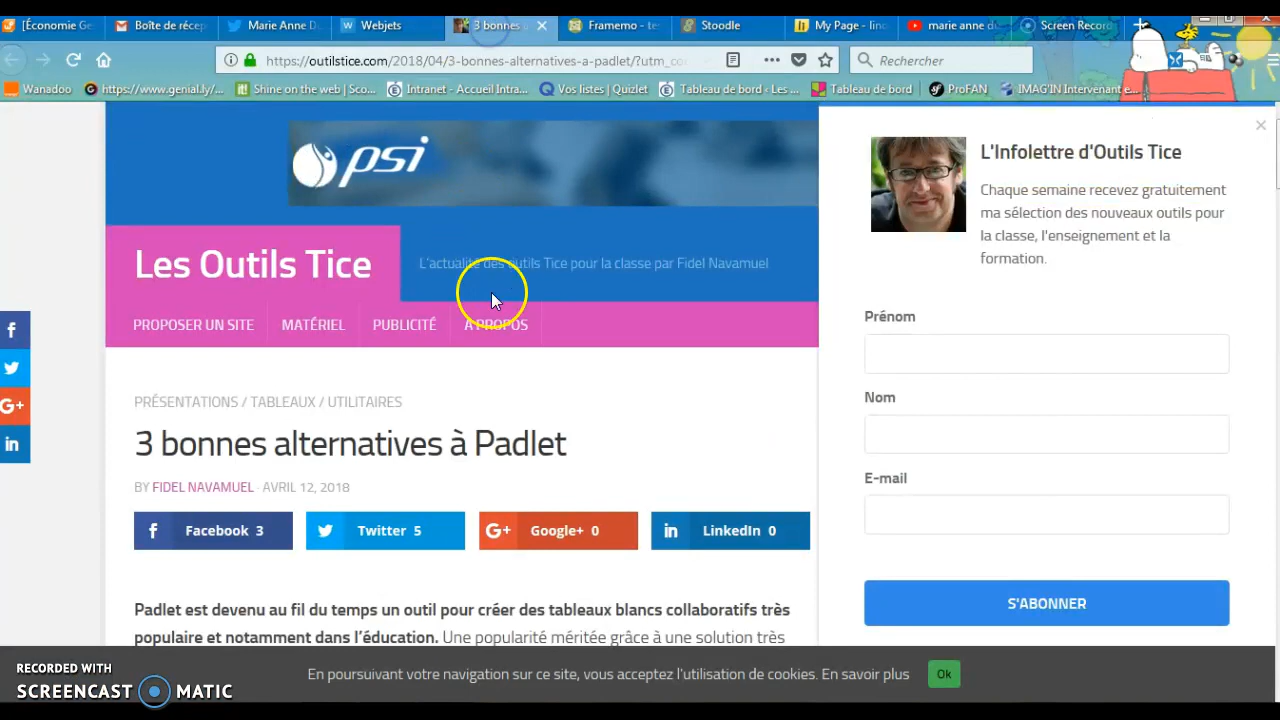 [Économie Ge
Boîte de récep
Marie Anne D
Webjets
3 bonnes
Framemo - te
Stoodle
My Page - lino
marie anne du
Screen Record
https://outilstice.com/2018/04/3-bonnes-alternatives-a-padlet/?utm_co
Rechercher
Wanadoo
https://www.genial.ly/...
Shine on the web | Sco...
Intranet - Accueil Intra...
Vos listes | Quizlet
Tableau de bord ‹ Les ...
Tableau de bord
ProFAN
IMAG'IN Intervenant e...
psi
L'Infolettre d'Outils Tice
Chaque semaine recevez gratuitement
ma sélection des nouveaux outils pour
la classe, l'enseignement et la
formation.
Les Outils Tice
L'actualité des outils Tice pour la classe par Fidel Navamuel
PROPOSER UN SITE
MATÉRIEL
PUBLICITÉ
A PROPOS
Prénom
Nom
E-mail
S'ABONNER
PRÉSENTATIONS / TABLEAUX / UTILITAIRES
3 bonnes alternatives à Padlet
BY FIDEL NAVAMUEL · AVRIL 12, 2018
Facebook 3
Twitter 5
Google+ 0
LinkedIn 0
Padlet est devenu au fil du temps un outil pour créer des tableaux blancs collaboratifs très
populaire et notamment dans l'éducation. Une popularité méritée grâce à une solution très
En poursuivant votre navigation sur ce site, vous acceptez l'utilisation de cookies. En savoir plus
Ok
RECORDED WITH
SCREENCAST MATIC